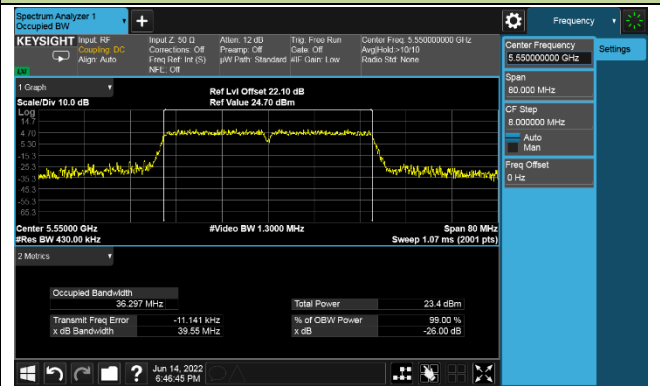 Spectrum Analyzer 1
Occupied BW
Frequency
KEYSIGHT
Input: RF
Coupling: DC
Align: Auto
Input Z: 50 Ω
Corrections: Off
Freq Ref: Int (S)
NFE: Off
Atten: 12 dB
Preamp: Off
µW Path: Standard
Trig: Free Run
Gate: Off
#IF Gain: Low
Center Freq: 5.550000000 GHz
Avg|Hold:>10/10
Radio Std: None
LXI
Center Frequency
5.550000000 GHz
Settings
Span
80.000 MHz
CF Step
8.000000 MHz
Auto
Man
Freq Offset
0 Hz
1 Graph
Scale/Div 10.0 dB
Ref Lvl Offset 22.10 dB
Ref Value 24.70 dBm
Log
14.7
4.70
-5.30
-15.3
-25.3
-35.3
-45.3
-55.3
-65.3
Center 5.55000 GHz
#Video BW 1.3000 MHz
Span 80 MHz
#Res BW 430.00 kHz
Sweep 1.07 ms (2001 pts)
2 Metrics
Occupied Bandwidth
36.297 MHz
Total Power 23.4 dBm
Transmit Freq Error -11.141 kHz
% of OBW Power 99.00 %
x dB Bandwidth 39.55 MHz
x dB -26.00 dB
?
Jun 14, 2022
6:46:45 PM